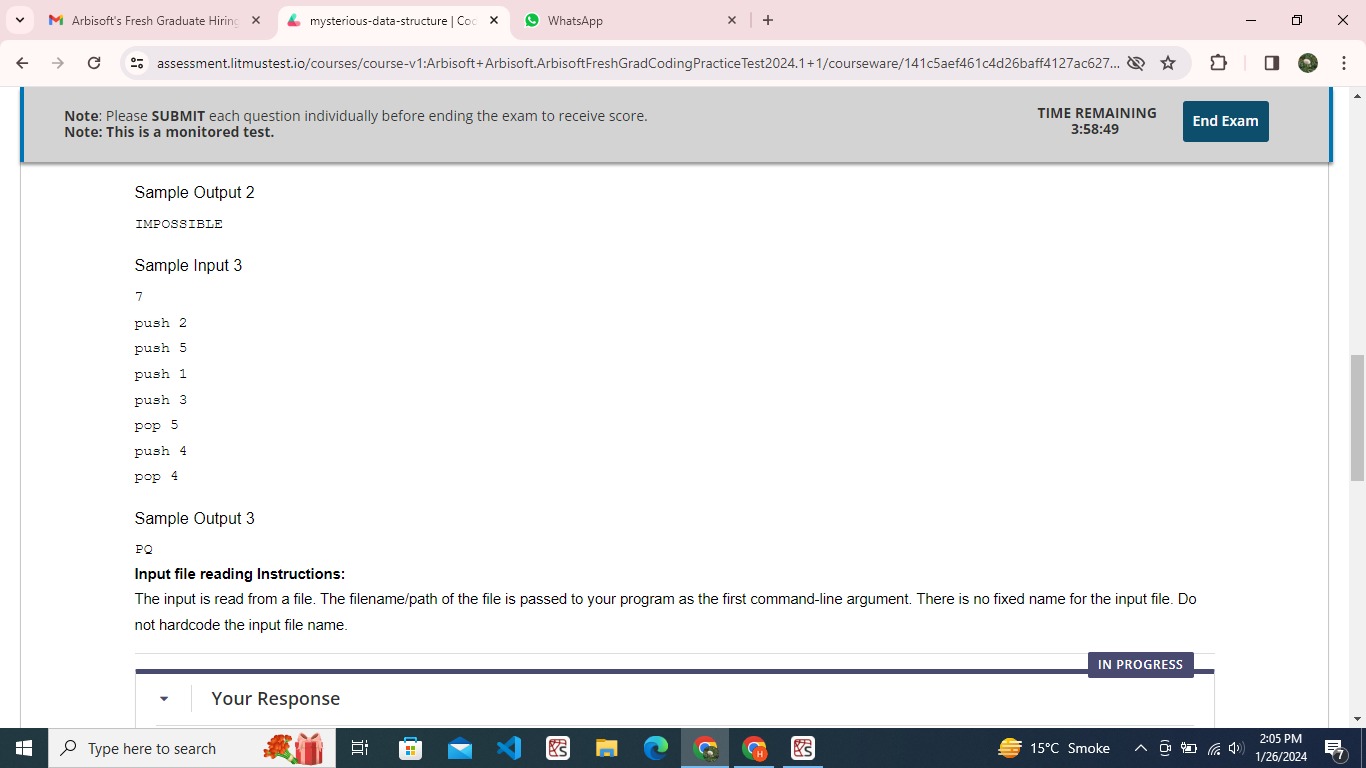 Arbisoft's Fresh Graduate Hiring
mysterious-data-structure | Coc
WhatsApp
assessment.litmustest.io/courses/course-v1:Arbisoft+Arbisoft.ArbisoftFreshGradCodingPracticeTest2024.1+1/courseware/141c5aef461c4d26baff4127ac627...
Note: Please SUBMIT each question individually before ending the exam to receive score.
Note: This is a monitored test.
TIME REMAINING
3:58:49
End Exam
Sample Output 2
IMPOSSIBLE
Sample Input 3
7
push 2
push 5
push 1
push 3
pop 5
push 4
pop 4
Sample Output 3
PQ
Input file reading Instructions:
The input is read from a file. The filename/path of the file is passed to your program as the first command-line argument. There is no fixed name for the input file. Do
not hardcode the input file name.
IN PROGRESS
Your Response
Type here to search
15°C Smoke
2:05 PM
1/26/2024
7